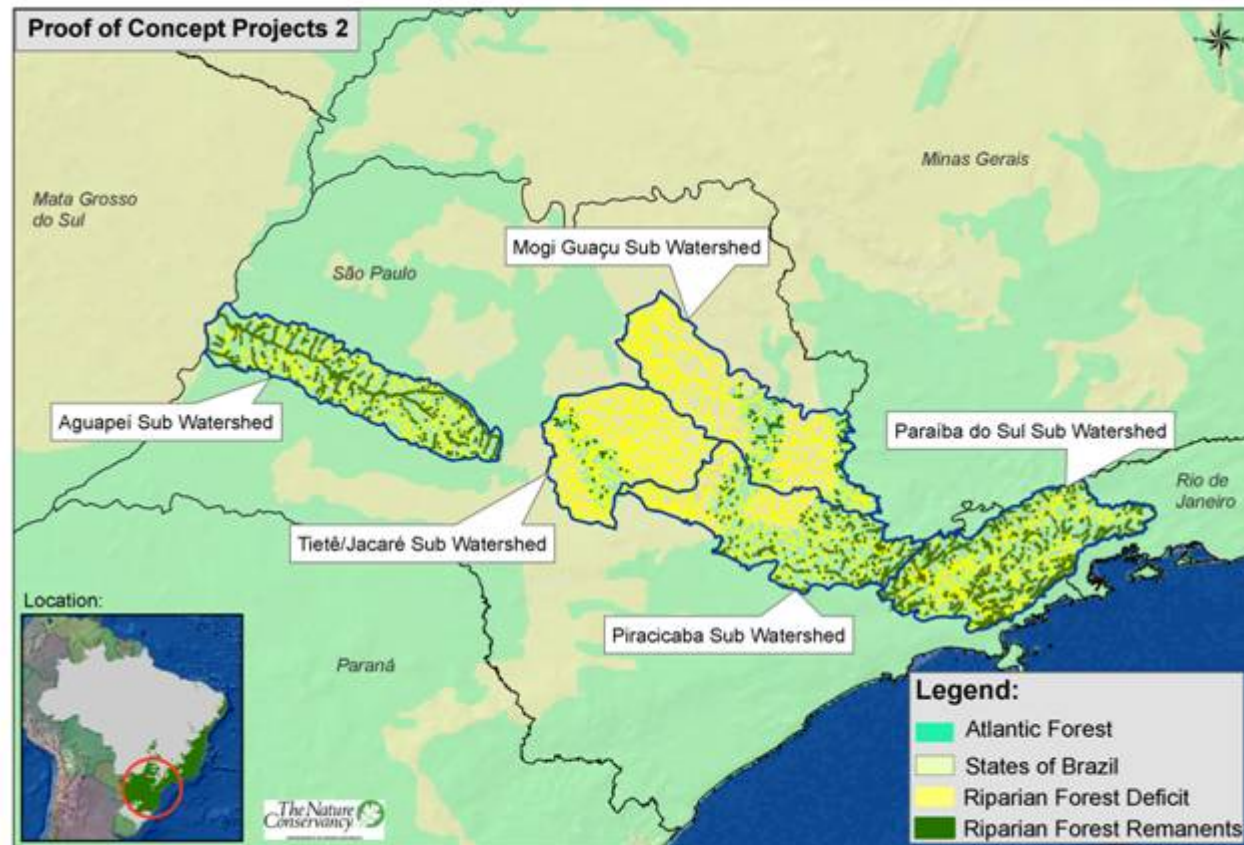 Proof of Concept Projects 2
Minas Gerais
Mata Grosso
do Sul
Mogi Guaçu Sub Watershed
São Paulo
Aguapeí Sub Watershed
Paraíba do Sul Sub Watershed
Rio de
Janeiro
Tietê/Jacaré Sub Watershed
Location:
Piracicaba Sub Watershed
Paraná
Legend:
Atlantic Forest
States of Brazil
Riparian Forest Deficit
Riparian Forest Remanents
The Nature
Conservancy